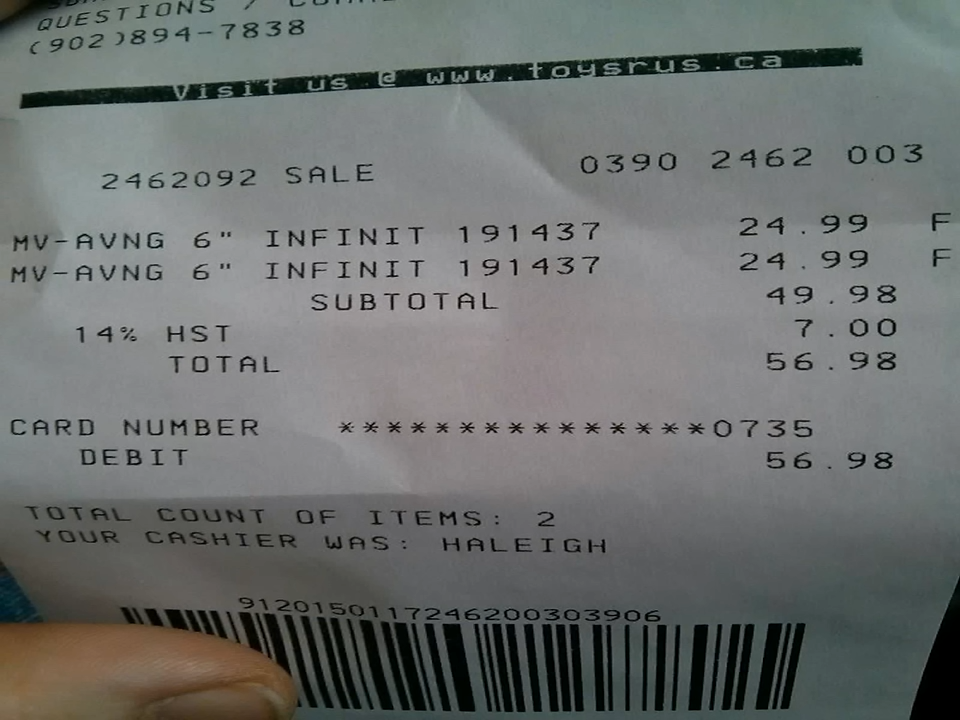 QUESTIONS /
(902)894-7838
Visit us @ www.toysrus.ca
2462092 SALE 0390 2462 003
MV-AVNG 6" INFINIT 191437 24.99 F
MV-AVNG 6" INFINIT 191437 24.99 F
SUBTOTAL 49.98
14% HST 7.00
TOTAL 56.98
CARD NUMBER ***************0735
DEBIT 56.98
TOTAL COUNT OF ITEMS: 2
YOUR CASHIER WAS: HALEIGH
9120150117246200303906